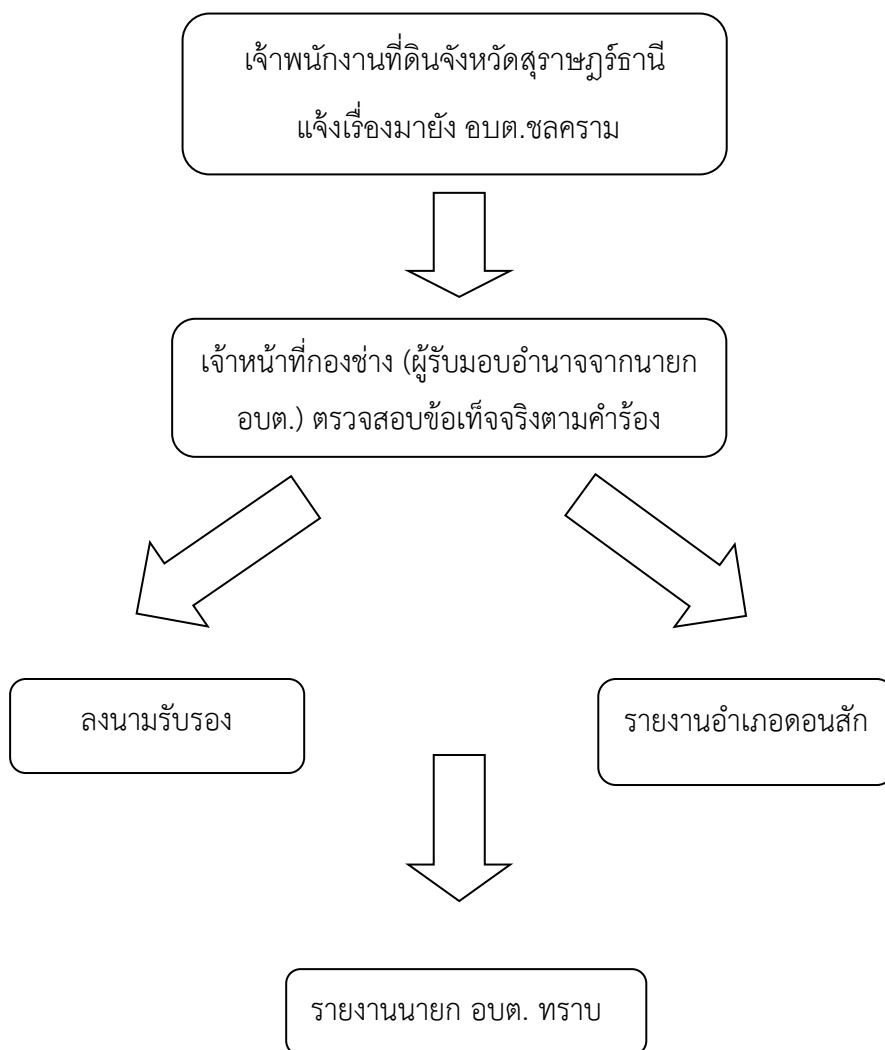 เจ้าพนักงานที่ดินจังหวัดสุราษฎร์ธานี
แจ้งเรื่องมายัง อบต.ชลคราม
เจ้าหน้าที่กองช่าง (ผู้รับมอบอำนาจจากนายก
อบต.) ตรวจสอบข้อเท็จจริงตามคำร้อง
ลงนามรับรอง
รายงานอำเภอดอนสัก
รายงานนายก อบต. ทราบ